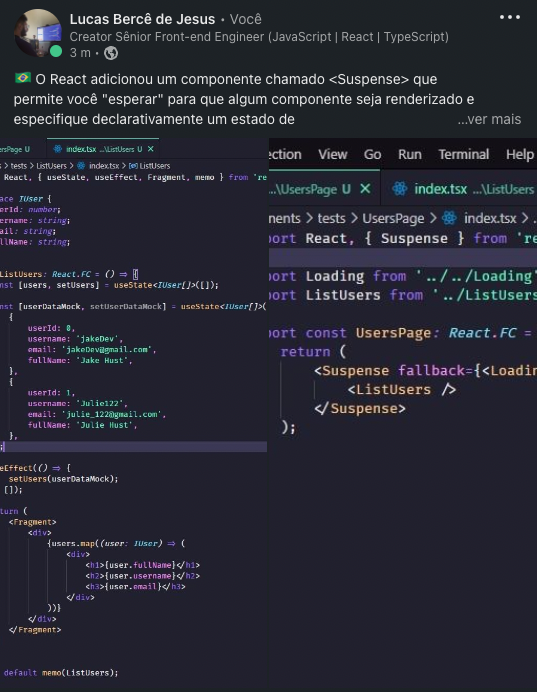 Lucas Bercê de Jesus • Você
Creator Sênior Front-end Engineer (JavaScript | React | TypeScript)
3 m •
🇧🇷 O React adicionou um componente chamado <Suspense> que
permite você "esperar" para que algum componente seja renderizado e
especifique declarativamente um estado de
...ver mais
ersPage U
index.tsx ...\ListUsers U ×
s > tests > ListUsers > index.tsx > ListUsers
React, { useState, useEffect, Fragment, memo } from 're
ace IUser {
erId: number;
ername: string;
ail: string;
llName: string;
ListUsers: React.FC = () ⇒ {
nst [users, setUsers] = useState<IUser[]>([]);
nst [userDataMock, setUserDataMock] = useState<IUser[]>(
{
userId: 0,
username: 'jakeDev',
email: 'jakeDev@gmail.com',
fullName: 'Jake Hust',
},
{
userId: 1,
username: 'Julie122',
email: 'julie_122@gmail.com',
fullName: 'Julie Hust',
},
;
eEffect(() ⇒ {
setUsers(userDataMock);
[]);
turn (
<Fragment>
<div>
{users.map((user: IUser) ⇒ (
<div>
<h1>{user.fullName}</h1>
<h2>{user.username}</h2>
<h3>{user.email}</h3>
</div>
))}
</div>
</Fragment>
default memo(ListUsers);
ction View Go Run Terminal Help
...\UsersPage U × index.tsx ...\ListUsers
nents > tests > UsersPage > index.tsx > .
port React, { Suspense } from 're
port Loading from '../../Loading'
port ListUsers from '../ListUsers
port const UsersPage: React.FC =
return (
<Suspense fallback={<Loadin
<ListUsers />
</Suspense>
);